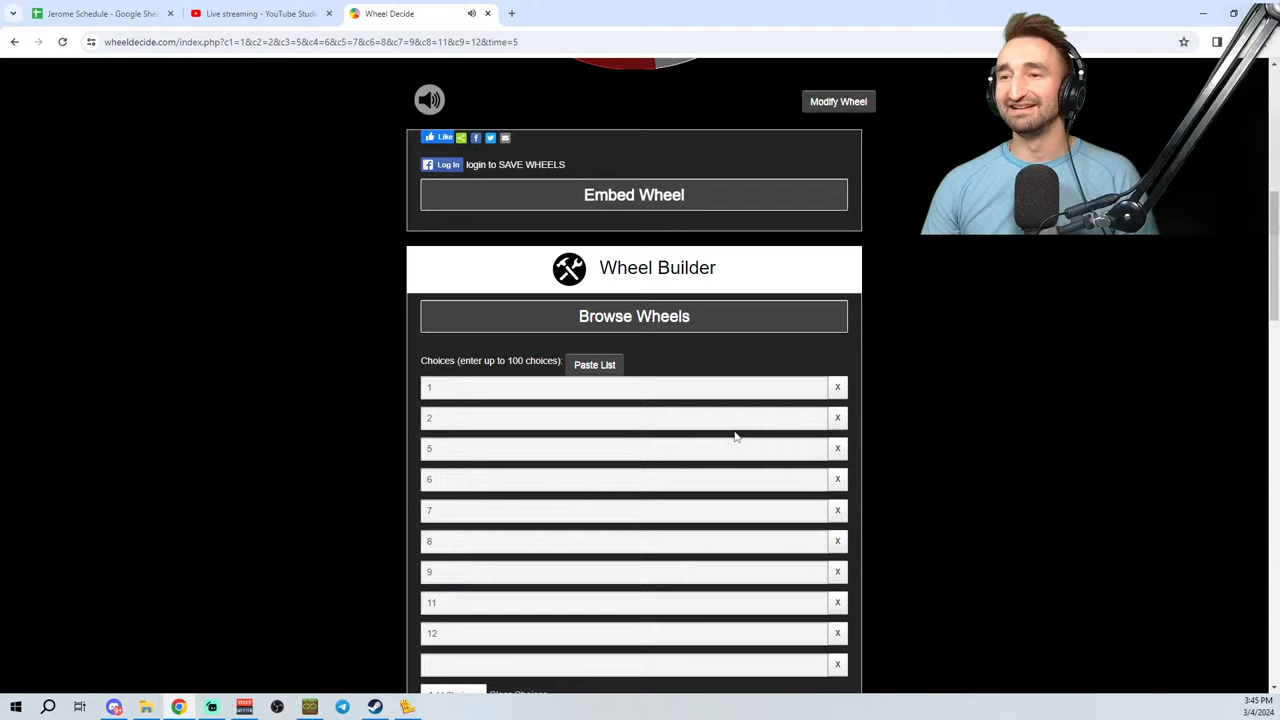 Jerome Schedule - Google She
Live streaming - YouTube Studi
Wheel Decide
wheeldecide.com/index.php?c1=1&c2=2&c3=5&c4=6&c5=7&c6=8&c7=9&c8=11&c9=12&time=5
Modify Wheel
Like
Log In login to SAVE WHEELS
Embed Wheel
Wheel Builder
Browse Wheels
Choices (enter up to 100 choices): Paste List
1 X
2 X
5 X
6 X
7 X
8 X
9 X
11 X
12 X
X
3:45 PM
3/4/2024